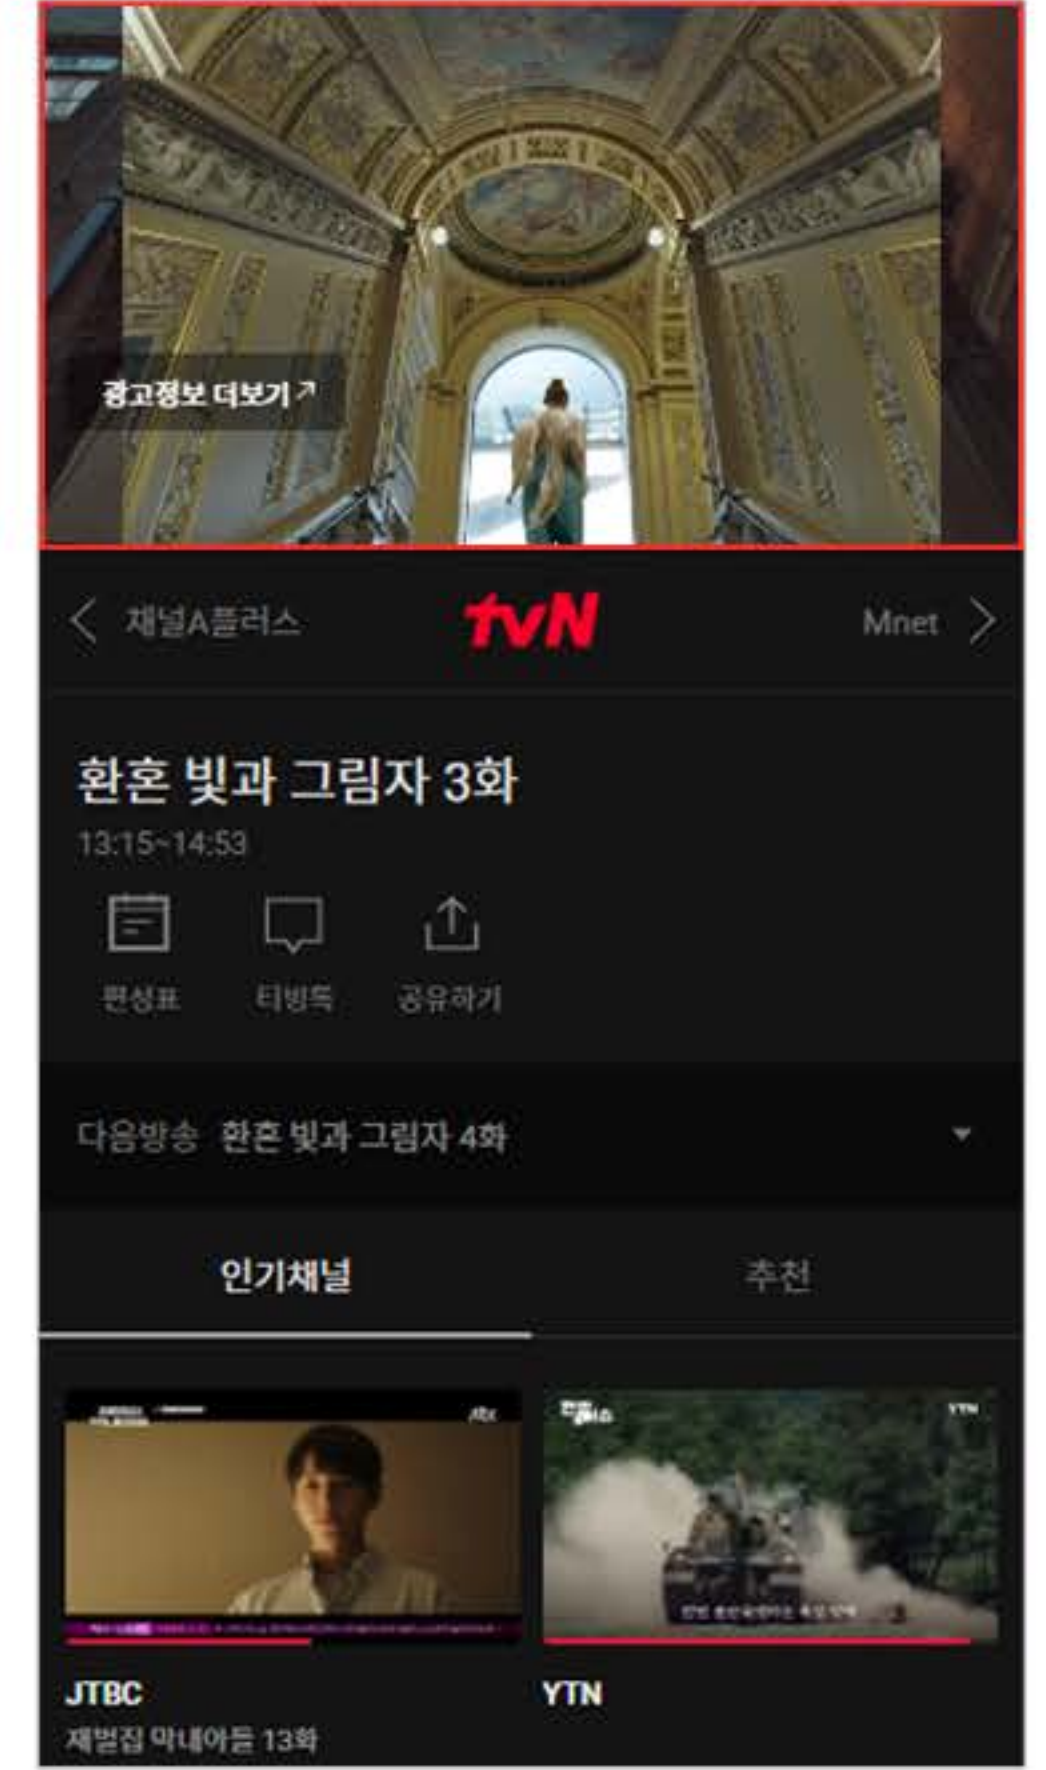 광고정보 더보기
채널A플러스
tvN
Mnet
환혼 빛과 그림자 3화
13:15~14:53
편성표
티빙톡
공유하기
다음방송 환혼 빛과 그림자 4화
인기채널
추천
jtbc
YTN
JTBC
YTN
재벌집 막내아들 13화